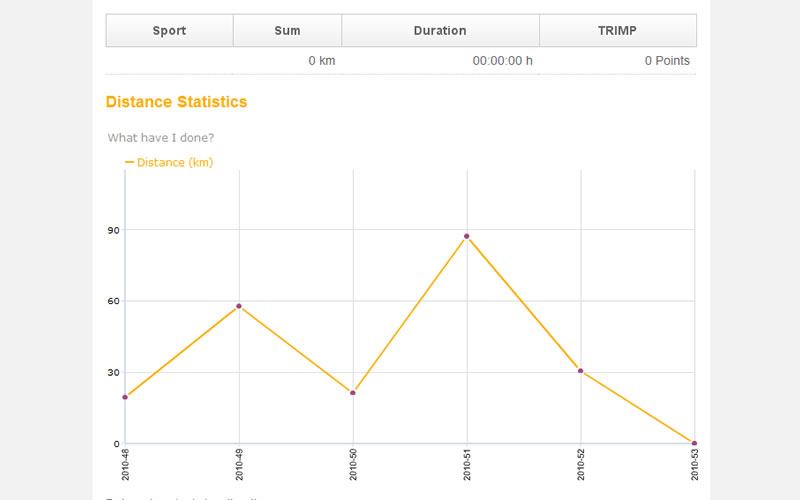 Sport Sum Duration TRIMP
0 km 00:00:00 h 0 Points
Distance Statistics
What have I done?
Distance (km)
90
60
30
0
2010-48 2010-49 2010-50 2010-51 2010-52 2010-53